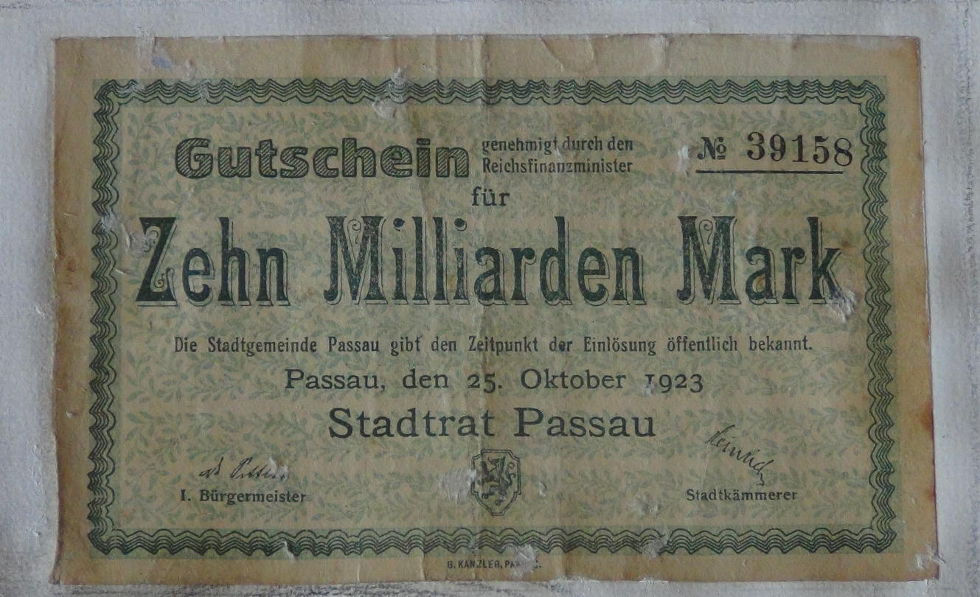 Gutschein genehmigt durch den Reichsfinanzminister № 39158
für
Zehn Milliarden Mark
Die Stadtgemeinde Passau gibt den Zeitpunkt der Einlösung öffentlich bekannt.
Passau, den 25. Oktober 1923
Stadtrat Passau
I. Bürgermeister
Stadtkämmerer
G. KANZLER,